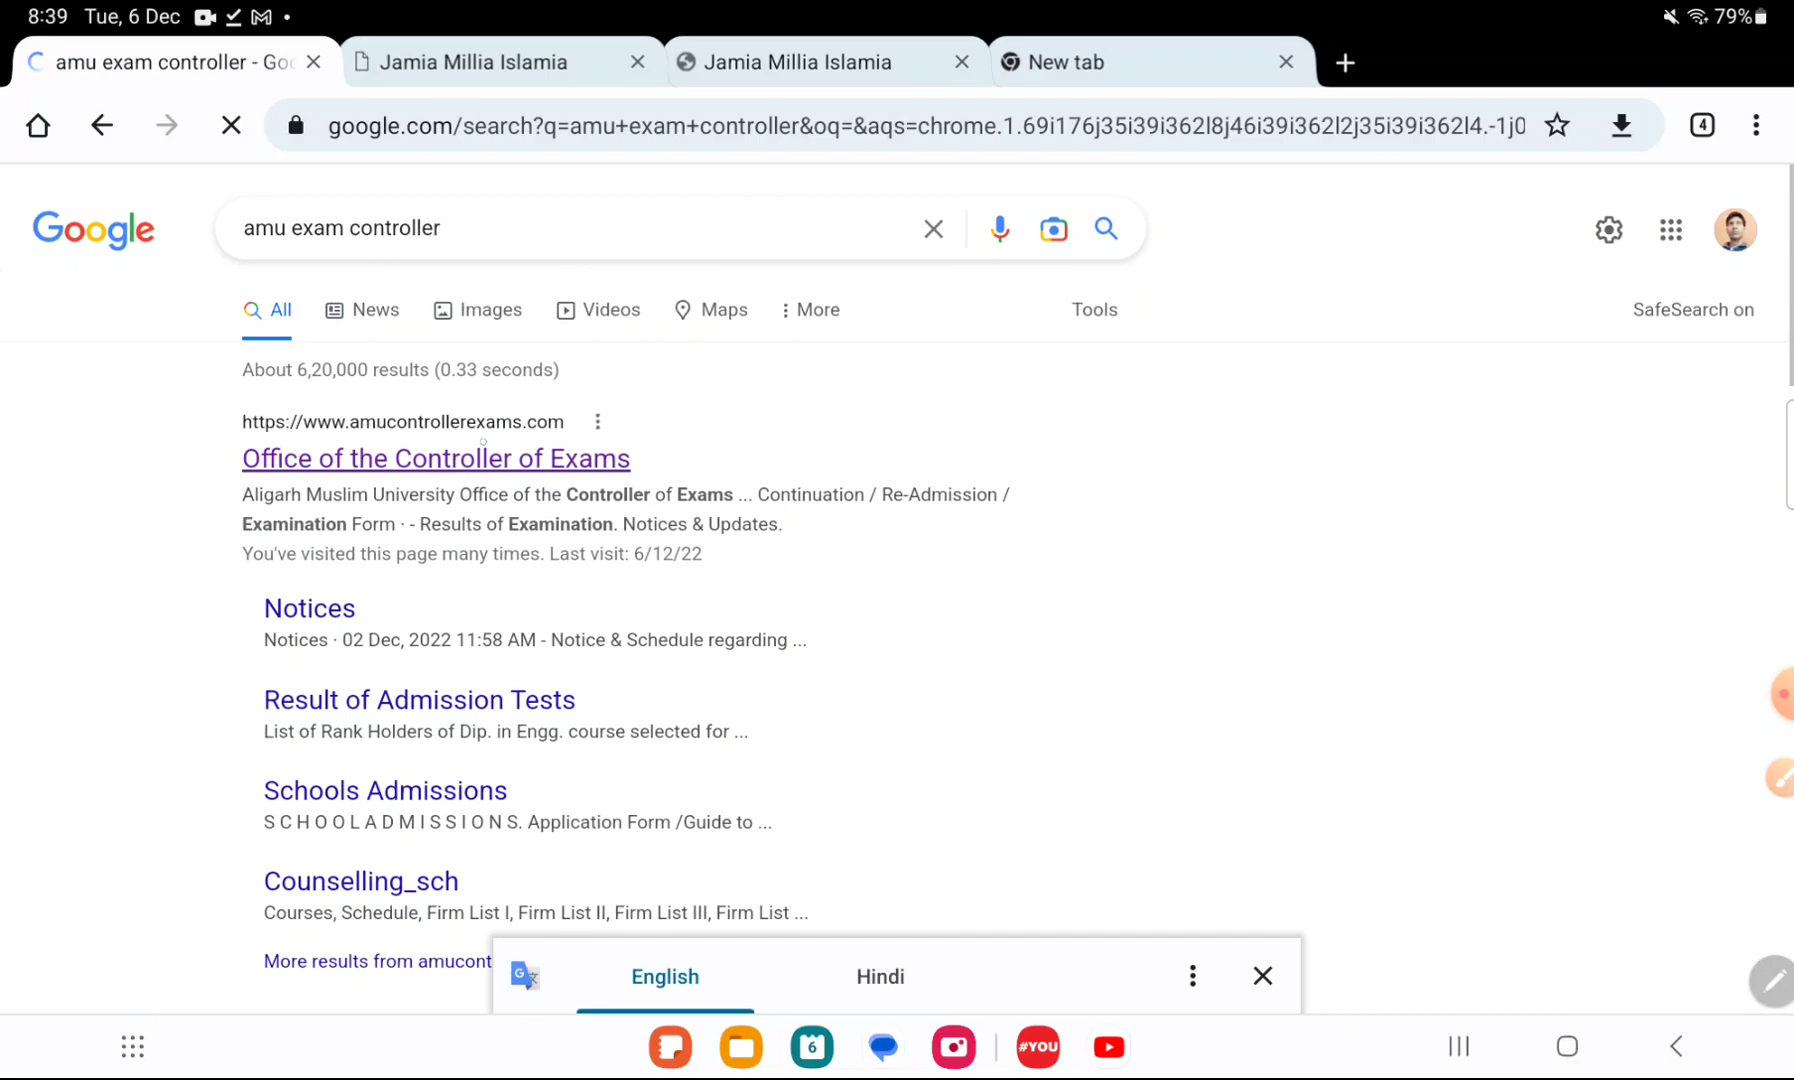 8:39 Tue, 6 Dec 79%
amu exam controller - Goo Jamia Millia Islamia Jamia Millia Islamia New tab
google.com/search?q=amu+exam+controller&oq=&aqs=chrome.1.69i176j35i39i362l8j46i39i362l2j35i39i362l4.-1j0 4
Google amu exam controller
All News Images Videos Maps More Tools SafeSearch on
About 6,20,000 results (0.33 seconds)
https://www.amucontrollerexams.com
Office of the Controller of Exams
Aligarh Muslim University Office of the Controller of Exams ... Continuation / Re-Admission /
Examination Form · - Results of Examination. Notices & Updates.
You've visited this page many times. Last visit: 6/12/22
Notices
Notices · 02 Dec, 2022 11:58 AM - Notice & Schedule regarding ...
Result of Admission Tests
List of Rank Holders of Dip. in Engg. course selected for ...
Schools Admissions
S C H O O L A D M I S S I O N S. Application Form /Guide to ...
Counselling_sch
Courses, Schedule, Firm List I, Firm List II, Firm List III, Firm List ...
More results from amucont
English Hindi
6 #YOU